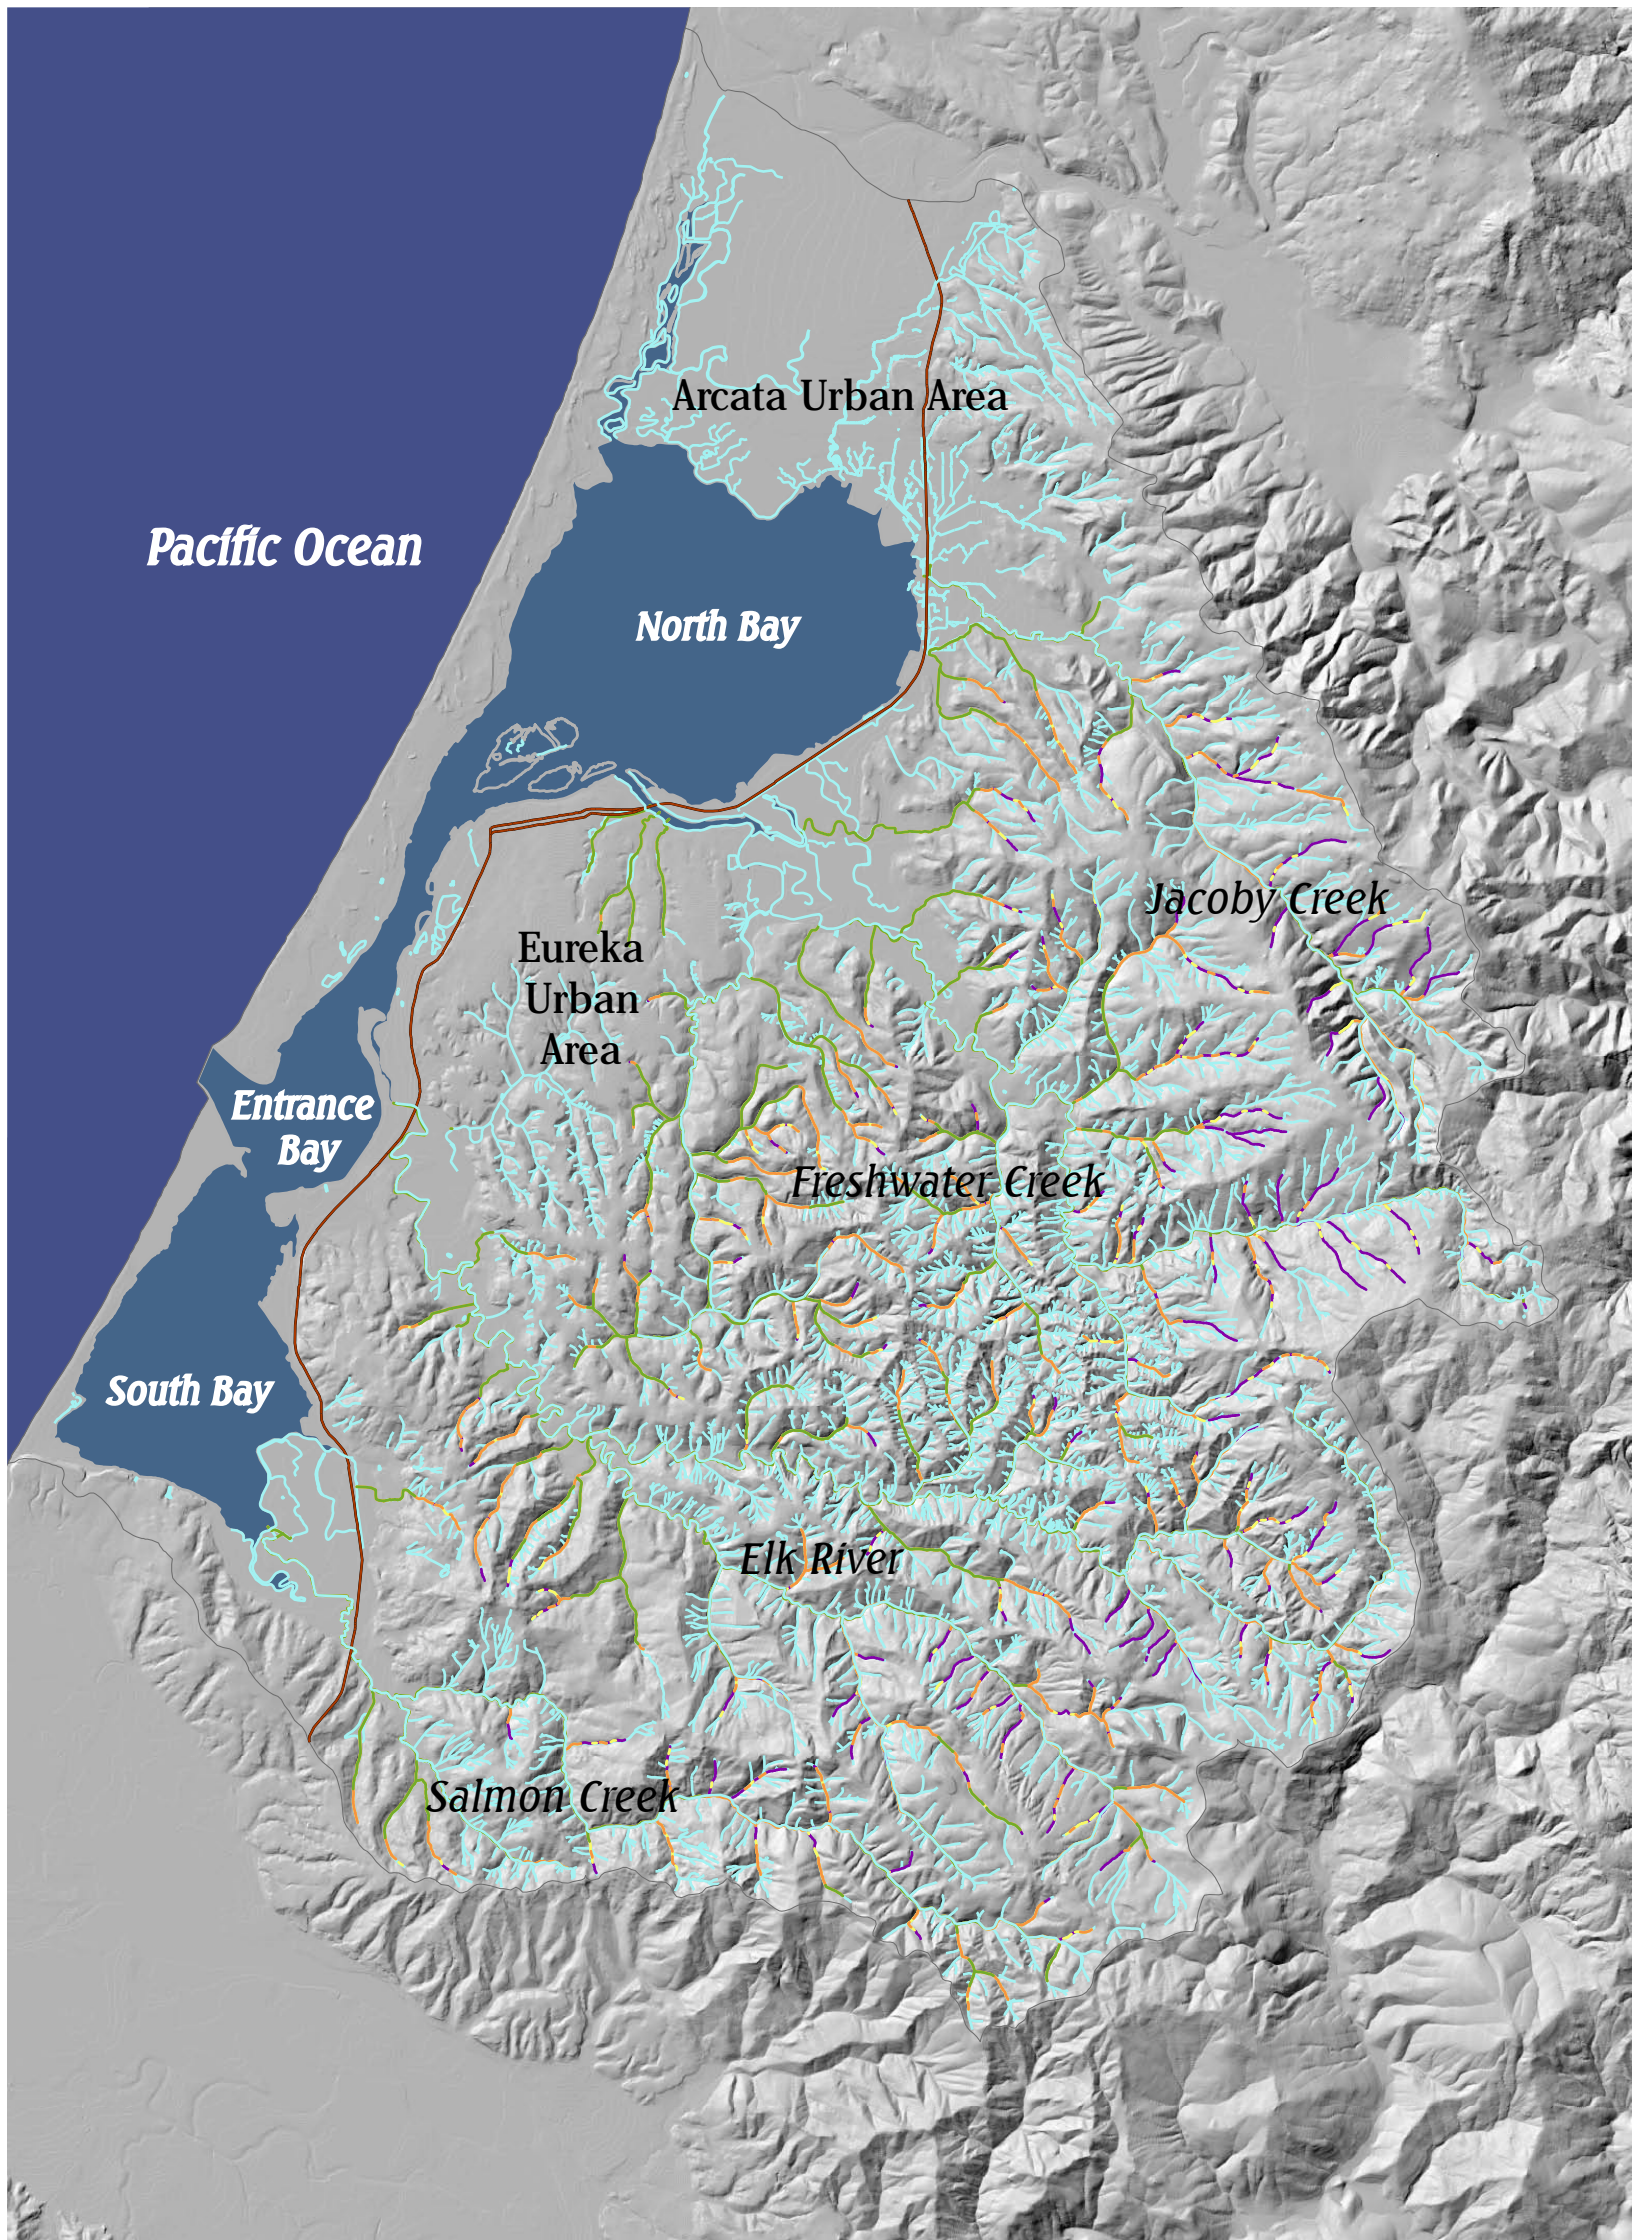 Arcata Urban Area
Pacific Ocean
North Bay
Jacoby Creek
Eureka
Urban
Area
Entrance
Bay
Freshwater Creek
South Bay
Elk River
Salmon Creek